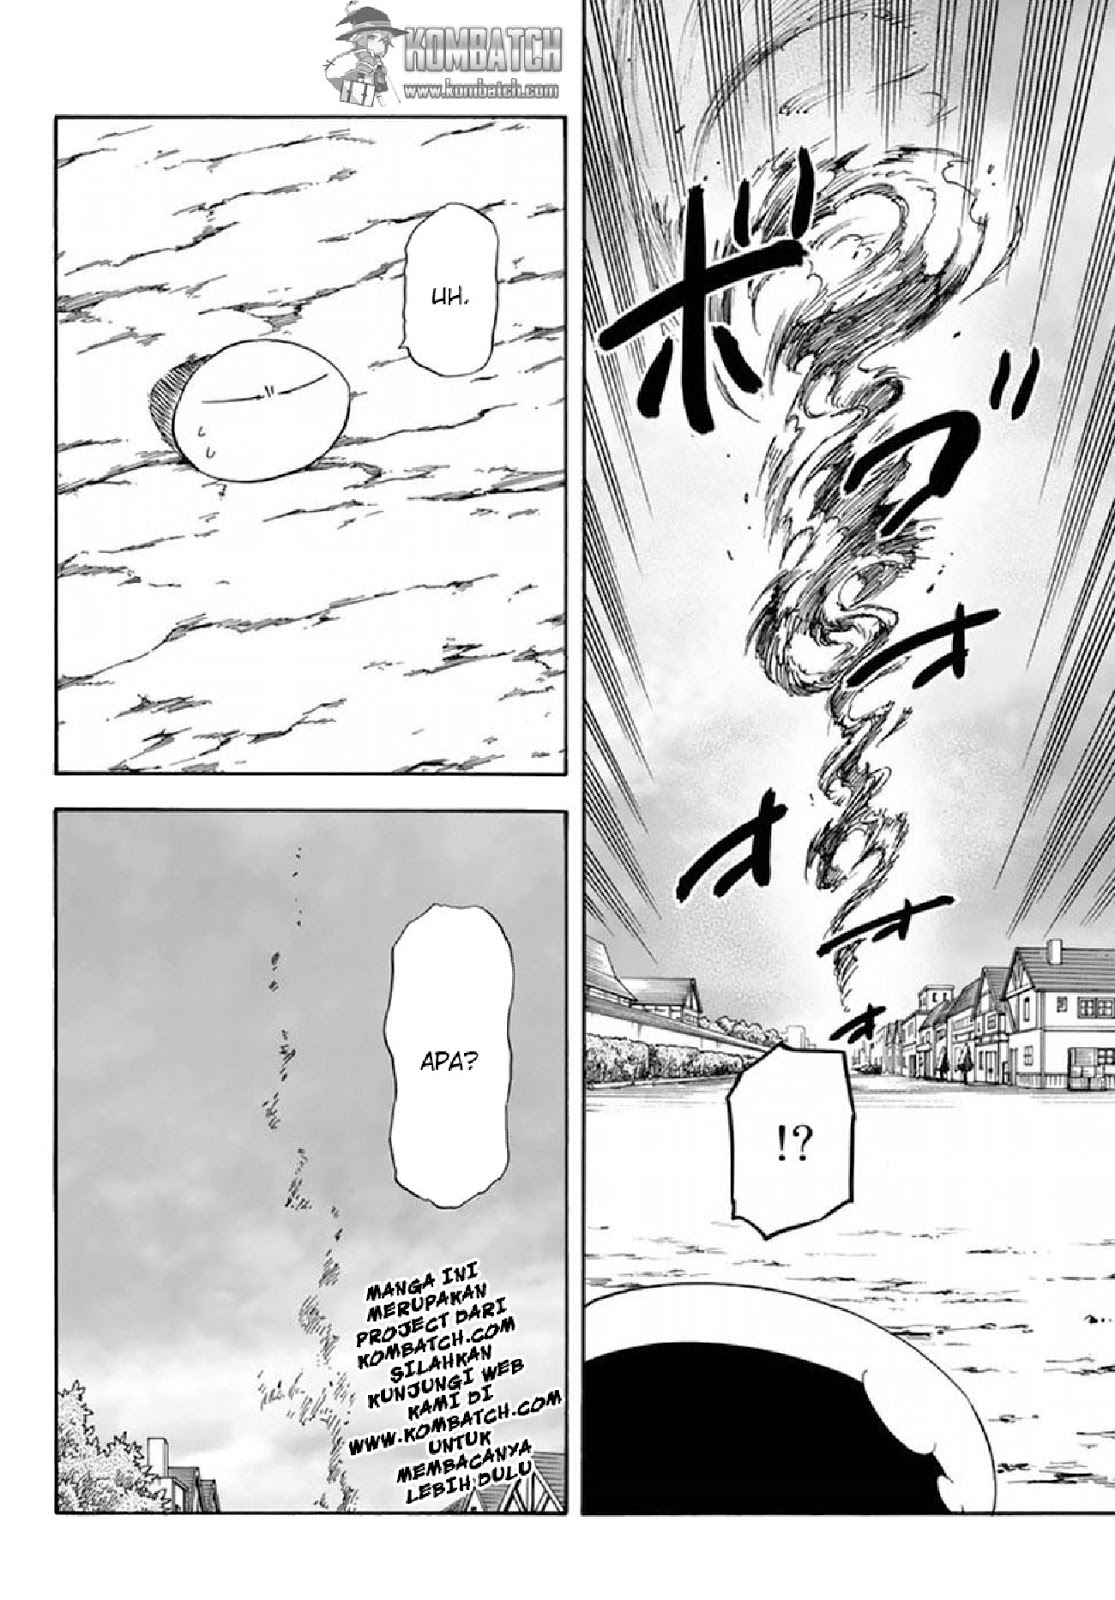 KOMBATCH
www.kombatch.com
ボヴオオオオ
!?
UH.
APA?
MANGA INI
MERUPAKAN
PROJECT DARI
KOMBATCH.COM
SILAHKAN
KUNJUNGI WEB
KAMI DI
WWW.KOMBATCH.COM
UNTUK
MEMBACANYA
LEBIH DULU